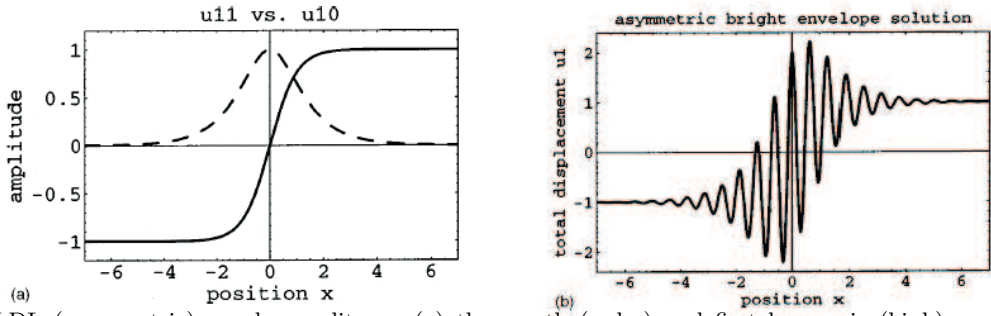 u11 vs. u10
amplitude
1
0.5
0
-0.5
-1
-6 -4 -2 0 2 4 6
position x
(a)
asymmetric bright envelope solution
total displacement u1
2
1
0
-1
-2
-6 -4 -2 0 2 4 6
position x
(b)